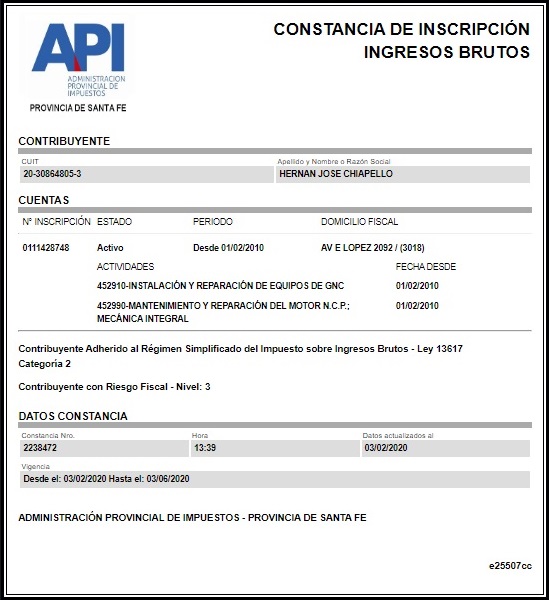 API
ADMINISTRACION
PROVINCIAL DE
IMPUESTOS
PROVINCIA DE SANTA FE
CONSTANCIA DE INSCRIPCIÓN
INGRESOS BRUTOS
CONTRIBUYENTE
CUIT Apellido y Nombre o Razón Social
20-30864805-3 HERNAN JOSE CHIAPELLO
CUENTAS
Nº INSCRIPCIÓN ESTADO PERIODO DOMICILIO FISCAL
0111428748 Activo Desde 01/02/2010 AV E LOPEZ 2092 / (3018)
ACTIVIDADES FECHA DESDE
452910-INSTALACIÓN Y REPARACIÓN DE EQUIPOS DE GNC 01/02/2010
452990-MANTENIMIENTO Y REPARACIÓN DEL MOTOR N.C.P.; 01/02/2010
MECÁNICA INTEGRAL
Contribuyente Adherido al Régimen Simplificado del Impuesto sobre Ingresos Brutos - Ley 13617
Categoría 2
Contribuyente con Riesgo Fiscal - Nivel: 3
DATOS CONSTANCIA
Constancia Nro. Hora Datos actualizados al
2238472 13:39 03/02/2020
Vigencia
Desde el: 03/02/2020 Hasta el: 03/06/2020
ADMINISTRACIÓN PROVINCIAL DE IMPUESTOS - PROVINCIA DE SANTA FE
e25507cc